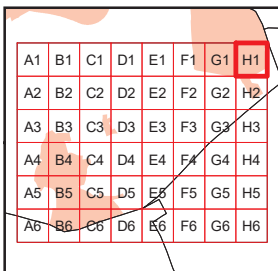 A1 B1 C1 D1 E1 F1 G1 H1
A2 B2 C2 D2 E2 F2 G2 H2
A3 B3 C3 D3 E3 F3 G3 H3
A4 B4 C4 D4 E4 F4 G4 H4
A5 B5 C5 D5 E5 F5 G5 H5
A6 B6 C6 D6 E6 F6 G6 H6